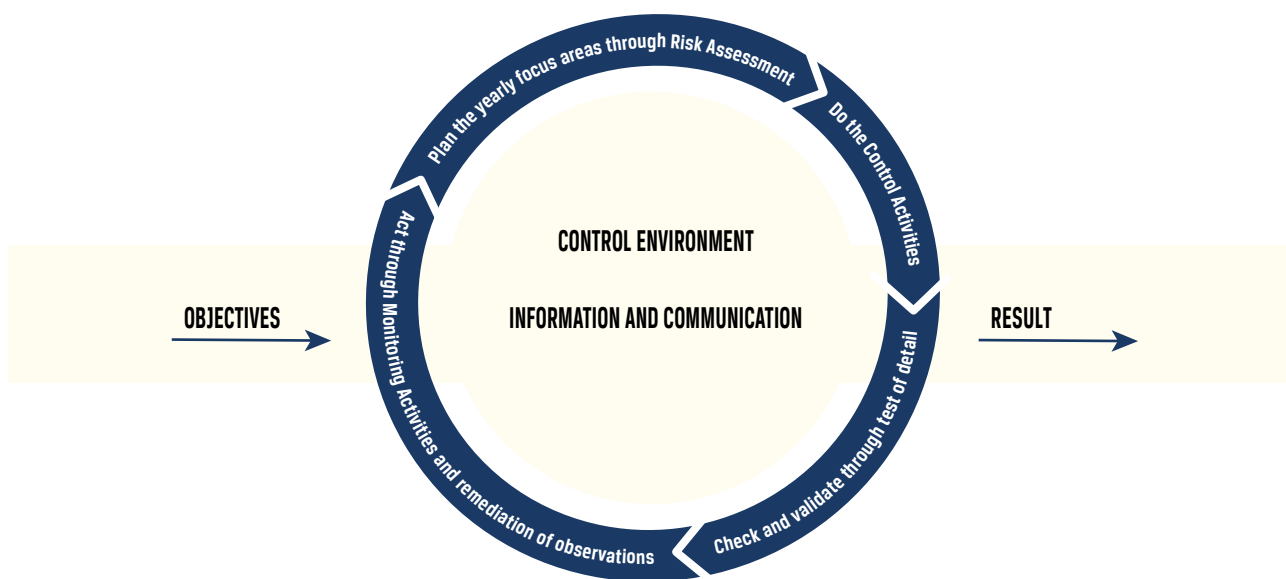 Plan the yearly focus areas through Risk Assessment
Do the Control Activities
CONTROL ENVIRONMENT
OBJECTIVES
INFORMATION AND COMMUNICATION
RESULT
Check and validate through test of detail
Act through Monitoring Activities and remediation of observations